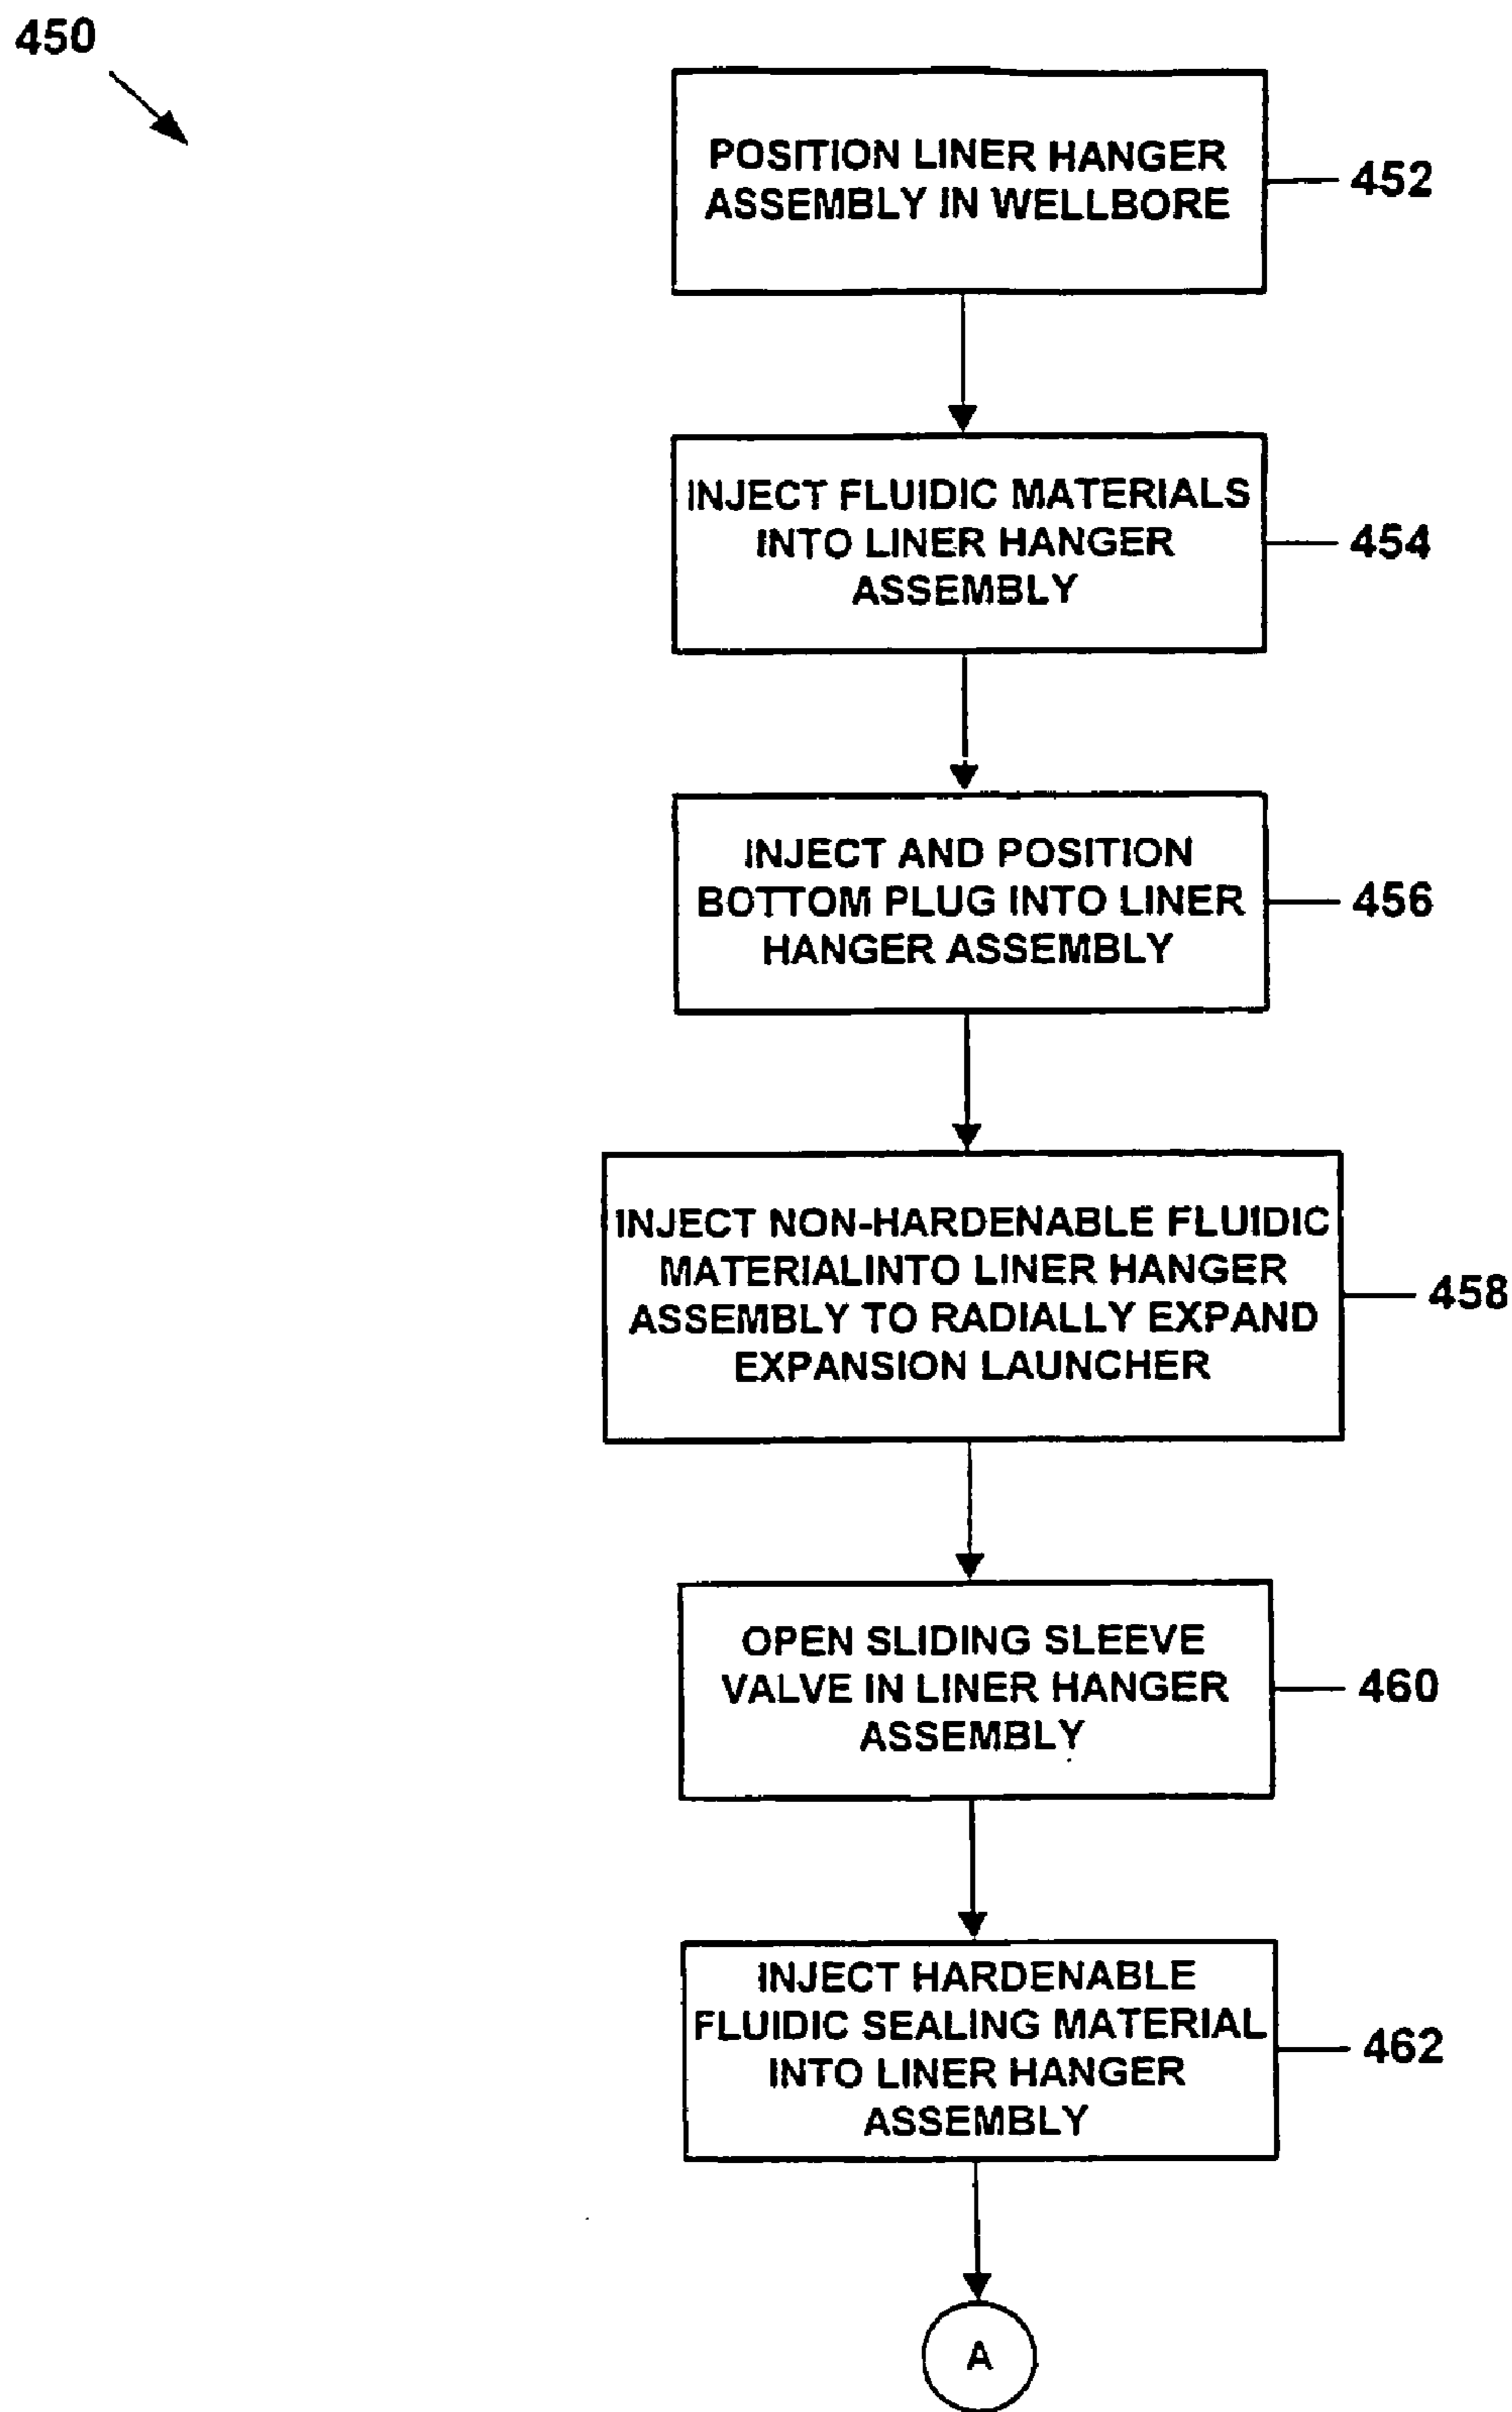 450
POSITION LINER HANGER
ASSEMBLY IN WELLBORE
452
INJECT FLUIDIC MATERIALS
INTO LINER HANGER
ASSEMBLY
454
INJECT AND POSITION
BOTTOM PLUG INTO LINER
HANGER ASSEMBLY
456
INJECT NON-HARDENABLE FLUIDIC
MATERIALINTO LINER HANGER
ASSEMBLY TO RADIALLY EXPAND
EXPANSION LAUNCHER
458
OPEN SLIDING SLEEVE
VALVE IN LINER HANGER
ASSEMBLY
460
INJECT HARDENABLE
FLUIDIC SEALING MATERIAL
INTO LINER HANGER
ASSEMBLY
462
A